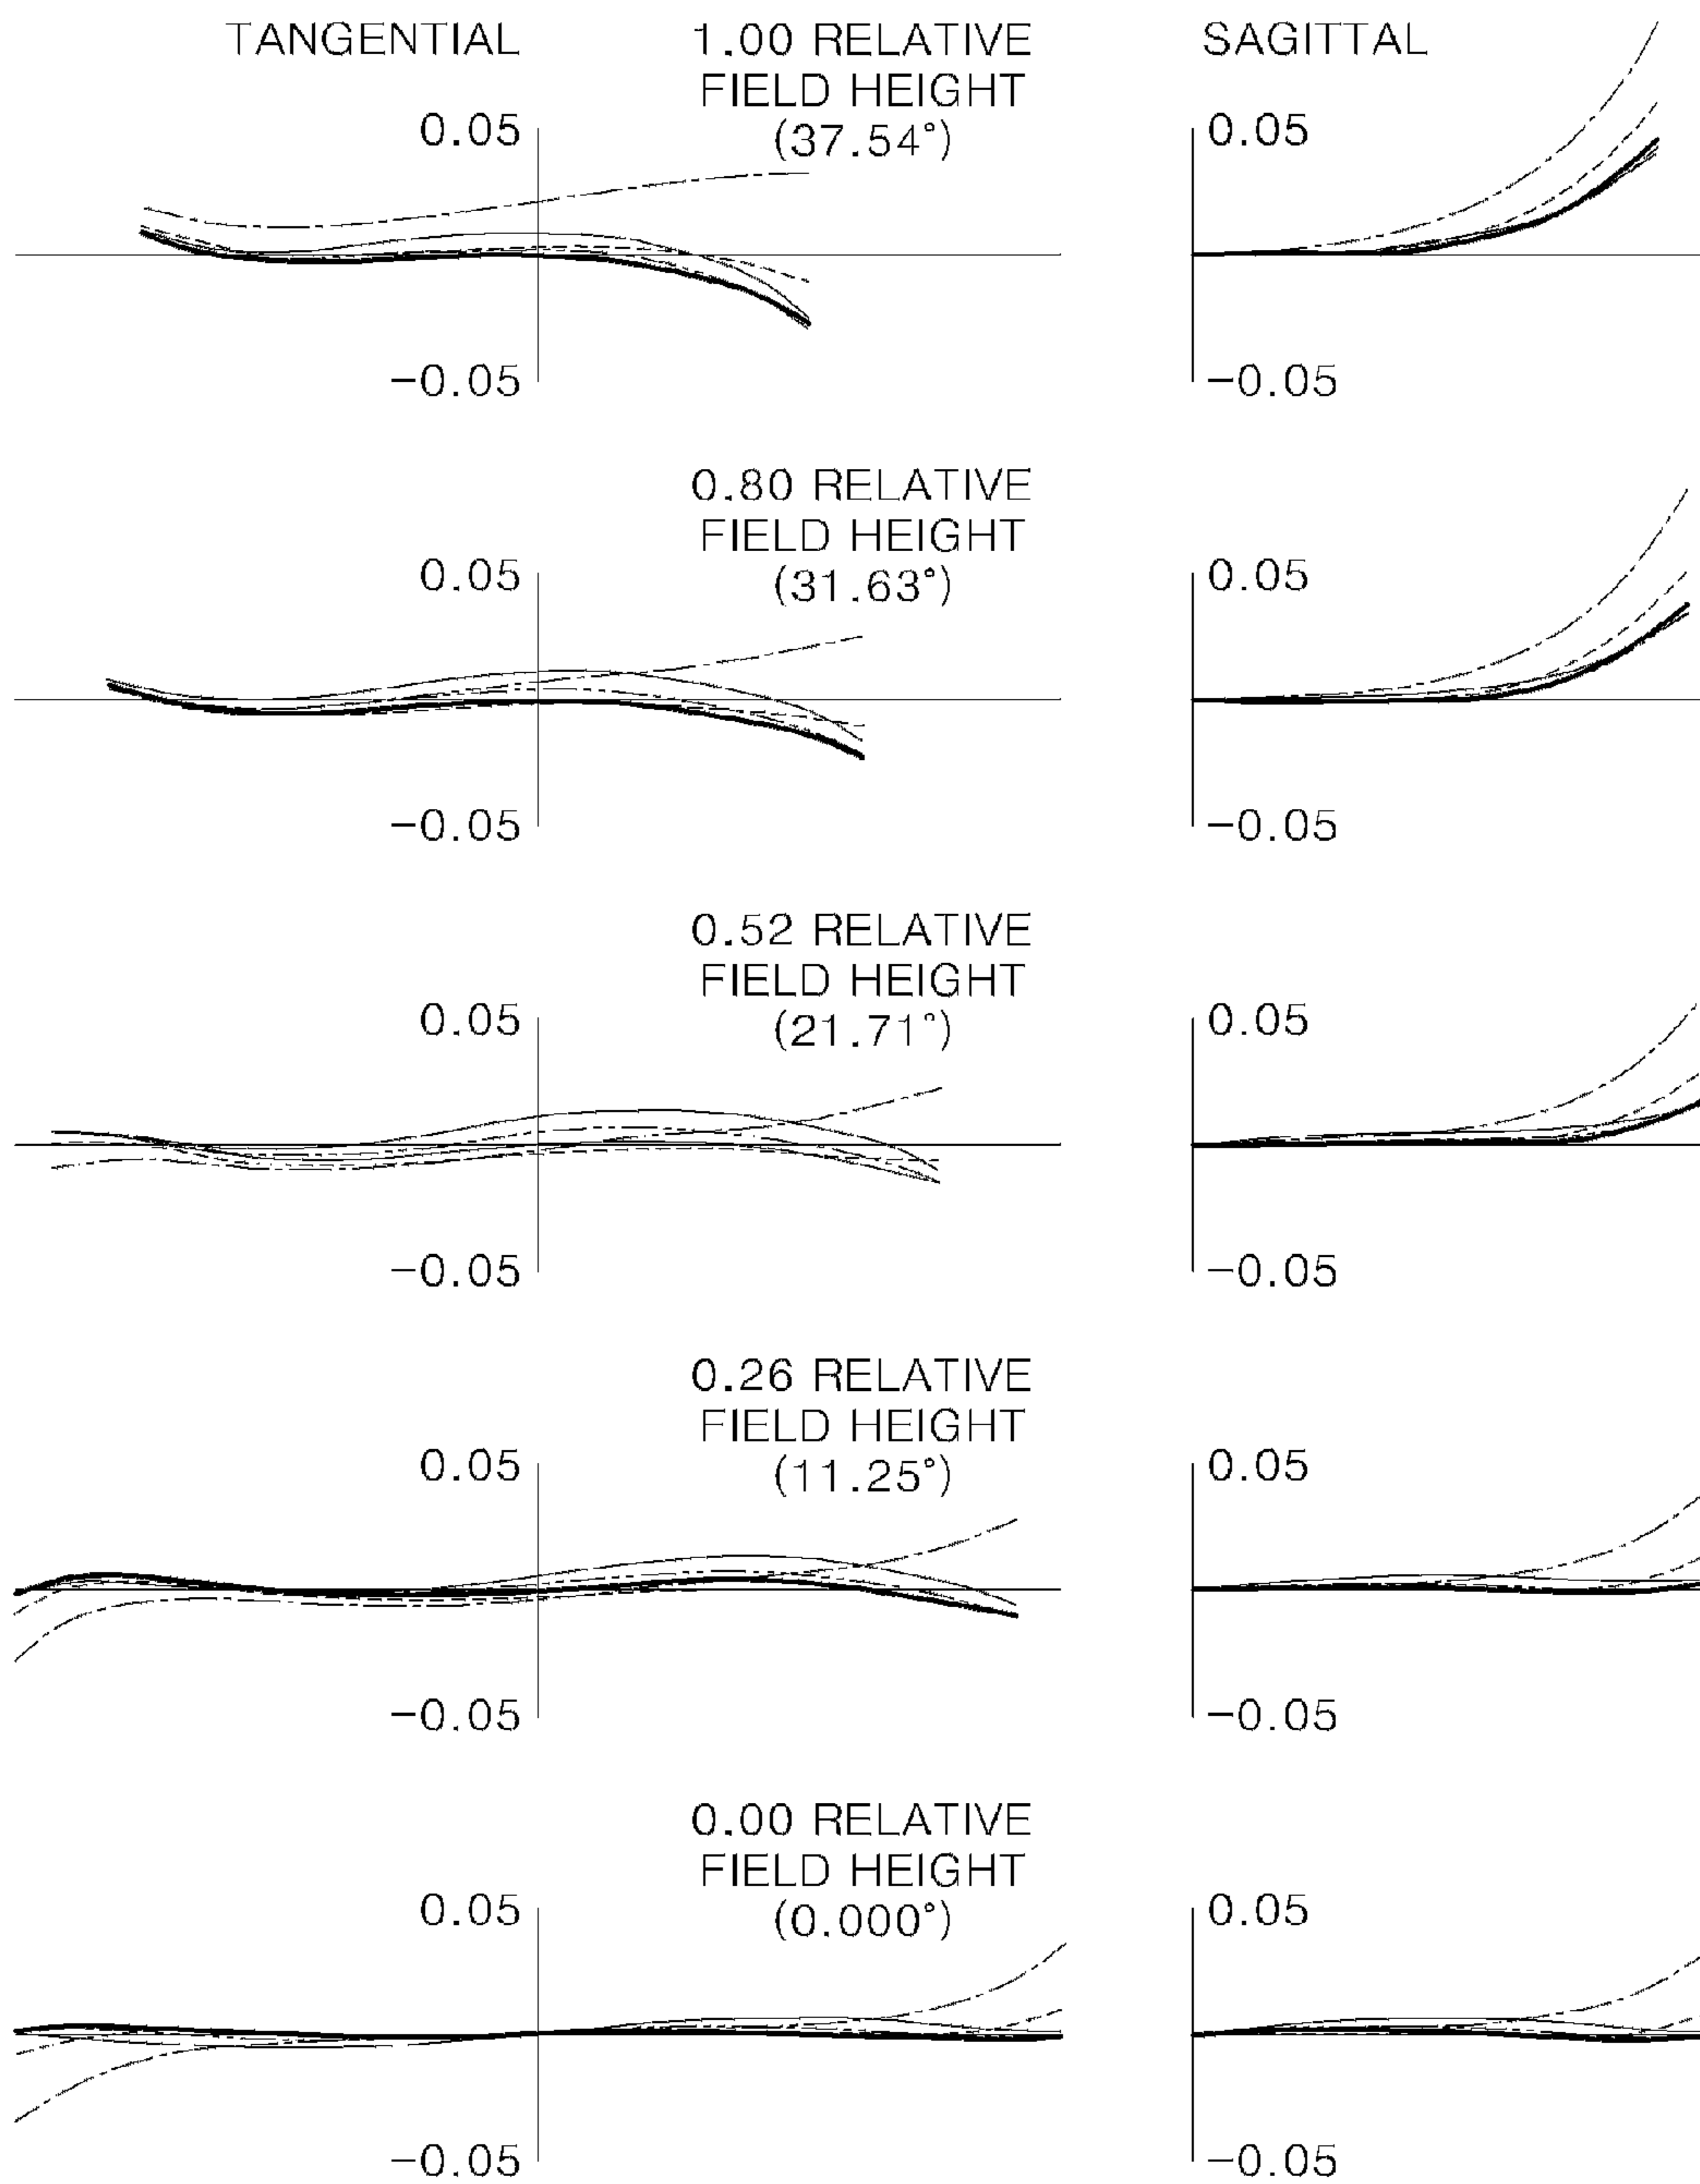 TANGENTIAL
1.00 RELATIVE
FIELD HEIGHT
(37.54°)
SAGITTAL
0.05
-0.05
0.05
-0.05
0.80 RELATIVE
FIELD HEIGHT
(31.63°)
0.05
-0.05
0.05
-0.05
0.52 RELATIVE
FIELD HEIGHT
(21.71°)
0.05
-0.05
0.05
-0.05
0.26 RELATIVE
FIELD HEIGHT
(11.25°)
0.05
-0.05
0.05
-0.05
0.00 RELATIVE
FIELD HEIGHT
(0.000°)
0.05
-0.05
0.05
-0.05